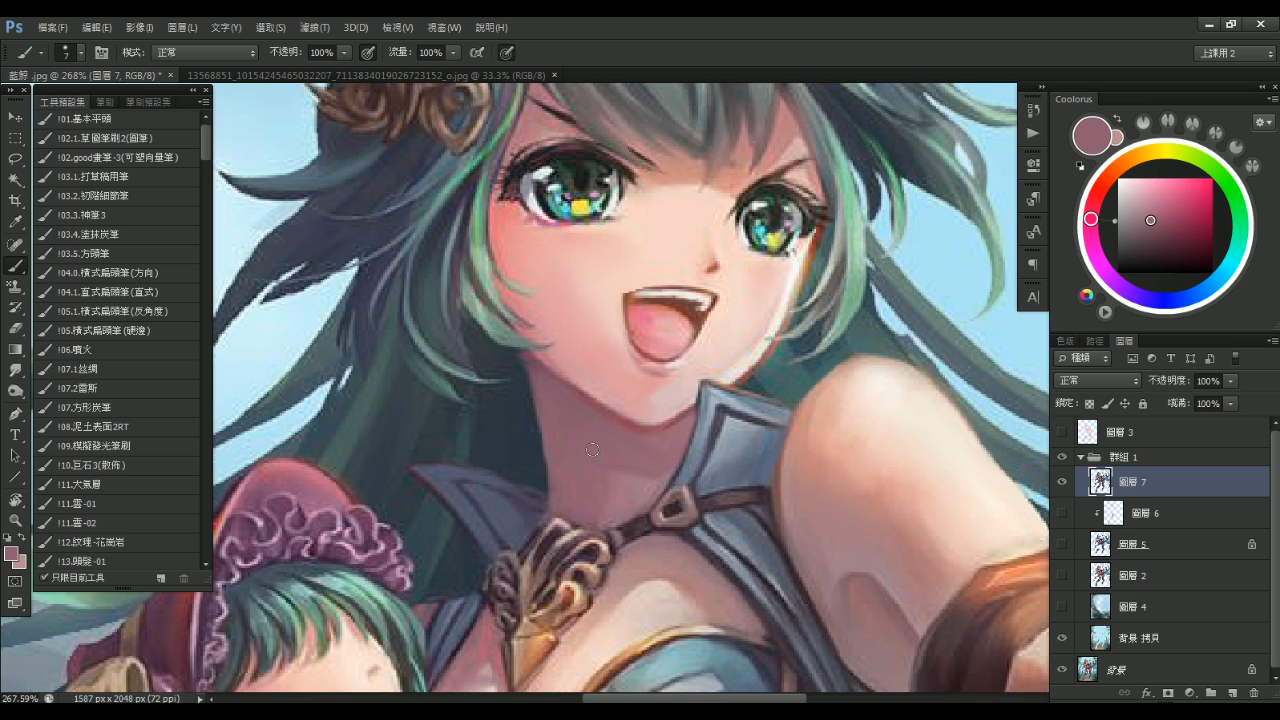 Ps 檔案(F) 編輯(E) 影像(I) 圖層(L) 文字(Y) 選取(S) 濾鏡(T) 3D(D) 檢視(V) 視窗(W) 說明(H)
7 模式: 正常 不透明: 100% 流量: 100% 上課用 2
.jpg @ 268% (圖層 7, RGB/8) * × 13568851_10154245465032207_7113834019026723152_o.jpg @ 33.3% (RGB/8) ×
工具預設集 筆刷 筆刷預設集
!01.基本平頭
!02.1.草圖筆刷2(圓筆)
!02.good畫筆-3(可塑向量筆)
!03.1.打草稿用筆
!03.2.初階細節筆
!03.3.神筆3
!03.4.塗抹炭筆
!03.5.方頭筆
!04.0.橫式扁頭筆(方向)
!04.1.直式扁頭筆(直式)
!05.1.橫式扁頭筆(反角度)
!05.橫式扁頭筆(硬邊)
!06.噴火
!07.1絲綢
!07.2雷斯
!07.方形炭筆
!08.泥土表面2RT
!09.模擬發光筆刷
!10.巨石3(散佈)
!11.大氣層
!11.雲-01
!11.雲-02
!12.紋理-花崗岩
!13.頭髮-01
只限目前工具
Coolorus
色版 路徑 圖層
種類
正常 不透明度: 100%
鎖定: 填滿: 100%
圖層 3
群組 1
圖層 7
圖層 6
圖層 5
圖層 2
圖層 4
背景 拷貝
背景
fx
267.59% 1587 px x 2048 px (72 ppi)